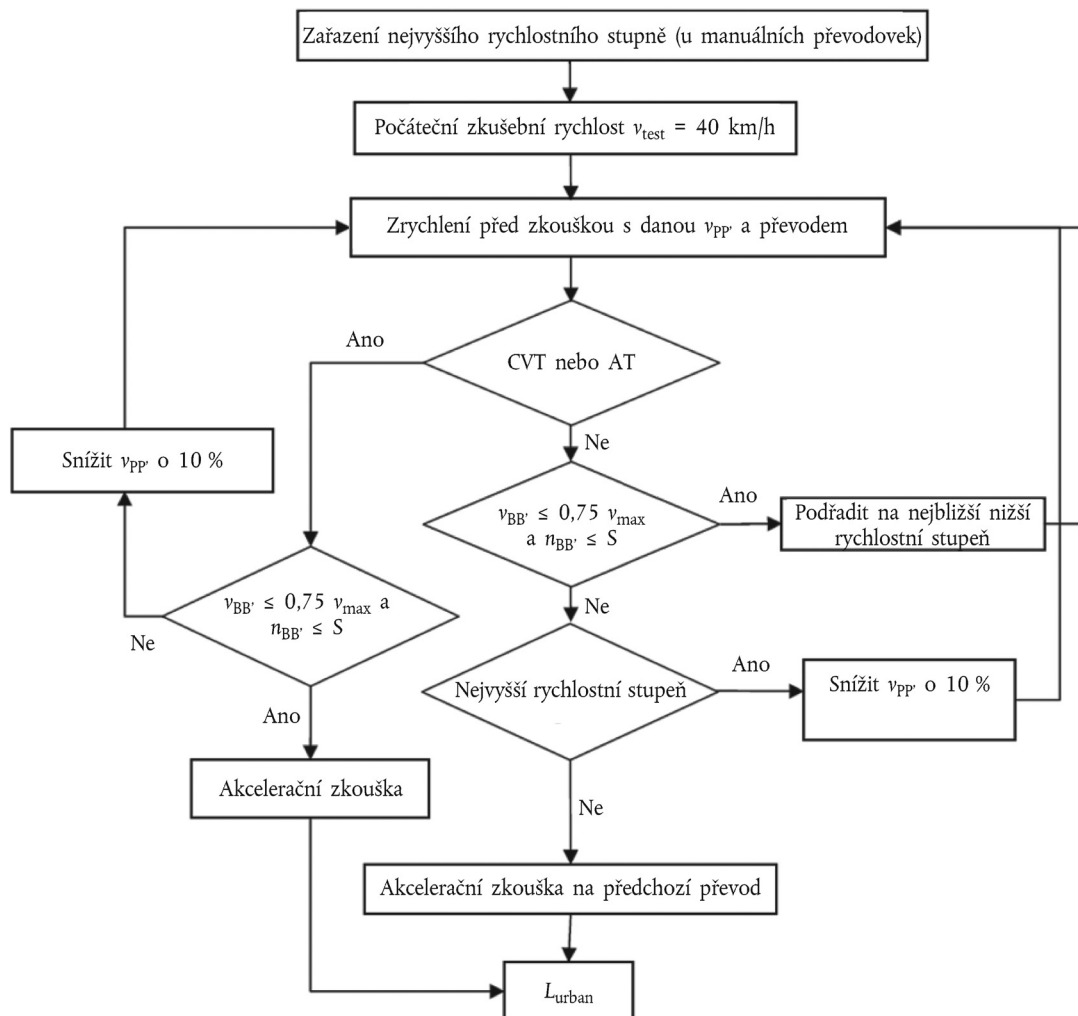 Zařazení nejvyššího rychlostního stupně (u manuálních převodovek)
Počáteční zkušební rychlost vtest = 40 km/h
Zrychlení před zkouškou s danou vPP' a převodem
Ano
CVT nebo AT
Ne
Snížit vPP' o 10 %
vBB' ≤ 0,75 vmax
a nBB' ≤ S
Ano
Podřadit na nejbližší nižší
rychlostní stupeň
vBB' ≤ 0,75 vmax a
nBB' ≤ S
Ne
Ne
Nejvyšší rychlostní stupeň
Ano
Snížit vPP' o 10 %
Ano
Akcelerační zkouška
Ne
Akcelerační zkouška na předchozí převod
Lurban